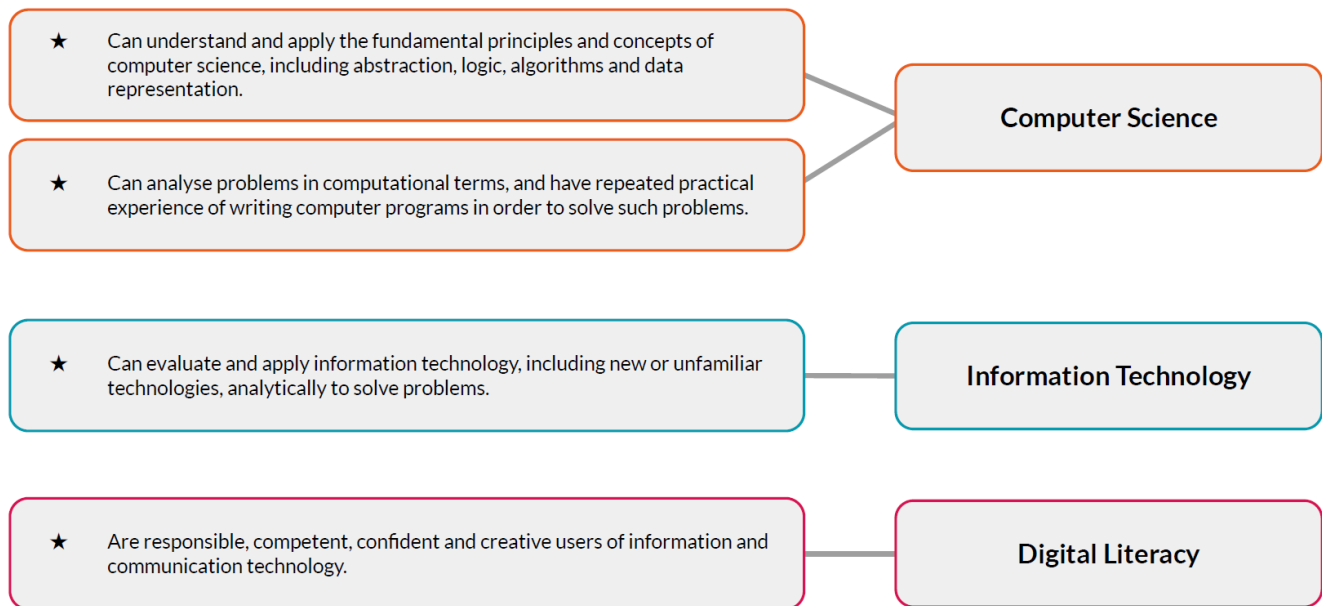 ★ Can understand and apply the fundamental principles and concepts of
computer science, including abstraction, logic, algorithms and data
representation.
Computer Science
★ Can analyse problems in computational terms, and have repeated practical
experience of writing computer programs in order to solve such problems.
★ Can evaluate and apply information technology, including new or unfamiliar
technologies, analytically to solve problems.
Information Technology
★ Are responsible, competent, confident and creative users of information and
communication technology.
Digital Literacy